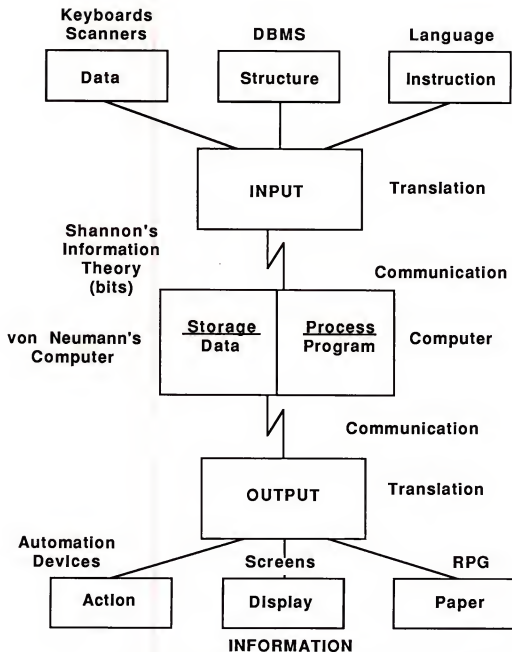 Keyboards
Scanners
DBMS
Language
Data
Structure
Instruction
INPUT
Translation
Shannon's
Information
Theory
(bits)
Communication
von Neumann's
Computer
Storage
Data
Process
Program
Computer
Communication
OUTPUT
Translation
Automation
Devices
Screens
RPG
Action
Display
Paper
INFORMATION